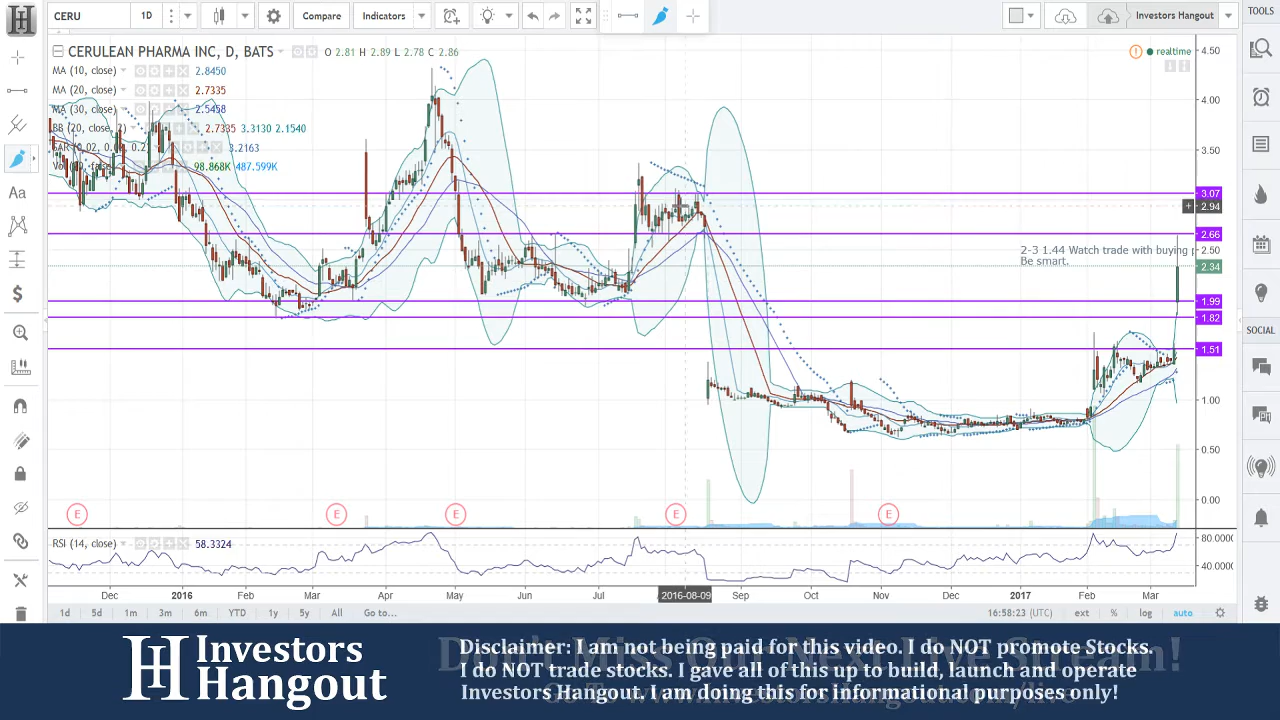 CERU 1D Compare Indicators Investors Hangout TOOLS
CERULEAN PHARMA INC, D, BATS O 2.81 H 2.89 L 2.78 C 2.86
realtime
MA (10, close) 2.8450
MA (20, close) 2.7335
MA (30, close) 2.5458
BB (20, close, 2) 2.7335 3.3130 2.1540
3.2163
98.868K 487.599K
4.50
4.00
3.50
3.07
2.94
2.66
2.50
2.34
1.99
1.82
1.51
1.00
0.50
0.00
2-3 1.44 Watch trade with buying
Be smart.
Aa
$
SOCIAL
E E E E E
RSI (14, close) 58.3324
80.0000
40.0000
Dec 2016 Feb Mar Apr May Jun Jul 2016-08-09 Sep Oct Nov Dec 2017 Feb Mar
1d 5d 1m 3m 6m YTD 1y 5y All Go to... 16:58:23 (UTC) ext % log auto
H Investors Hangout
Disclaimer: I am not being paid for this video. I do NOT promote Stocks.
I do NOT trade stocks. I gave all of this up to build, launch and operate
Investors Hangout. I am doing this for informational purposes only!